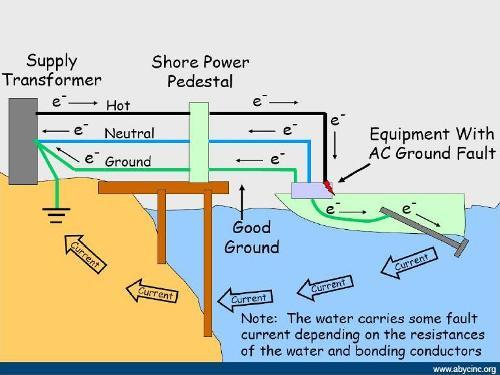 Supply
Transformer
Shore Power
Pedestal
e- Hot e-
e- Neutral e-
e- Ground e-
e-
Equipment With
AC Ground Fault
Good
Ground
e- e-
Current
Current
Current
Current
Current
Note: The water carries some fault
current depending on the resistances
of the water and bonding conductors
www.abycinc.org